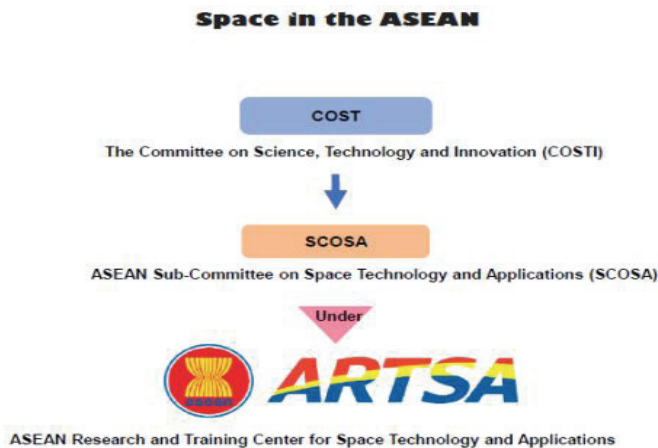 Space in the ASEAN
COST
The Committee on Science, Technology and Innovation (COSTI)
SCOSA
ASEAN Sub-Committee on Space Technology and Applications (SCOSA)
Under
asean
ARTSA
ASEAN Research and Training Center for Space Technology and Applications